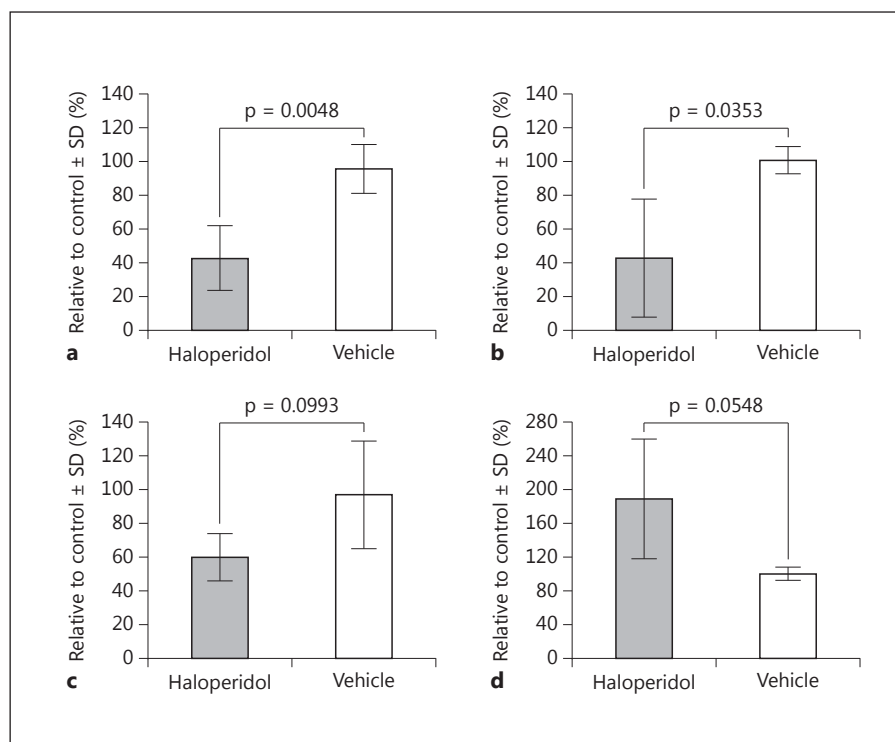 Relative to control ± SD (%)
140
120
100
80
60
40
20
0
p = 0.0048
Haloperidol Vehicle
a
Relative to control ± SD (%)
140
120
100
80
60
40
20
0
p = 0.0353
Haloperidol Vehicle
b
Relative to control ± SD (%)
140
120
100
80
60
40
20
0
p = 0.0993
Haloperidol Vehicle
c
Relative to control ± SD (%)
280
240
200
160
120
80
40
0
p = 0.0548
Haloperidol Vehicle
d